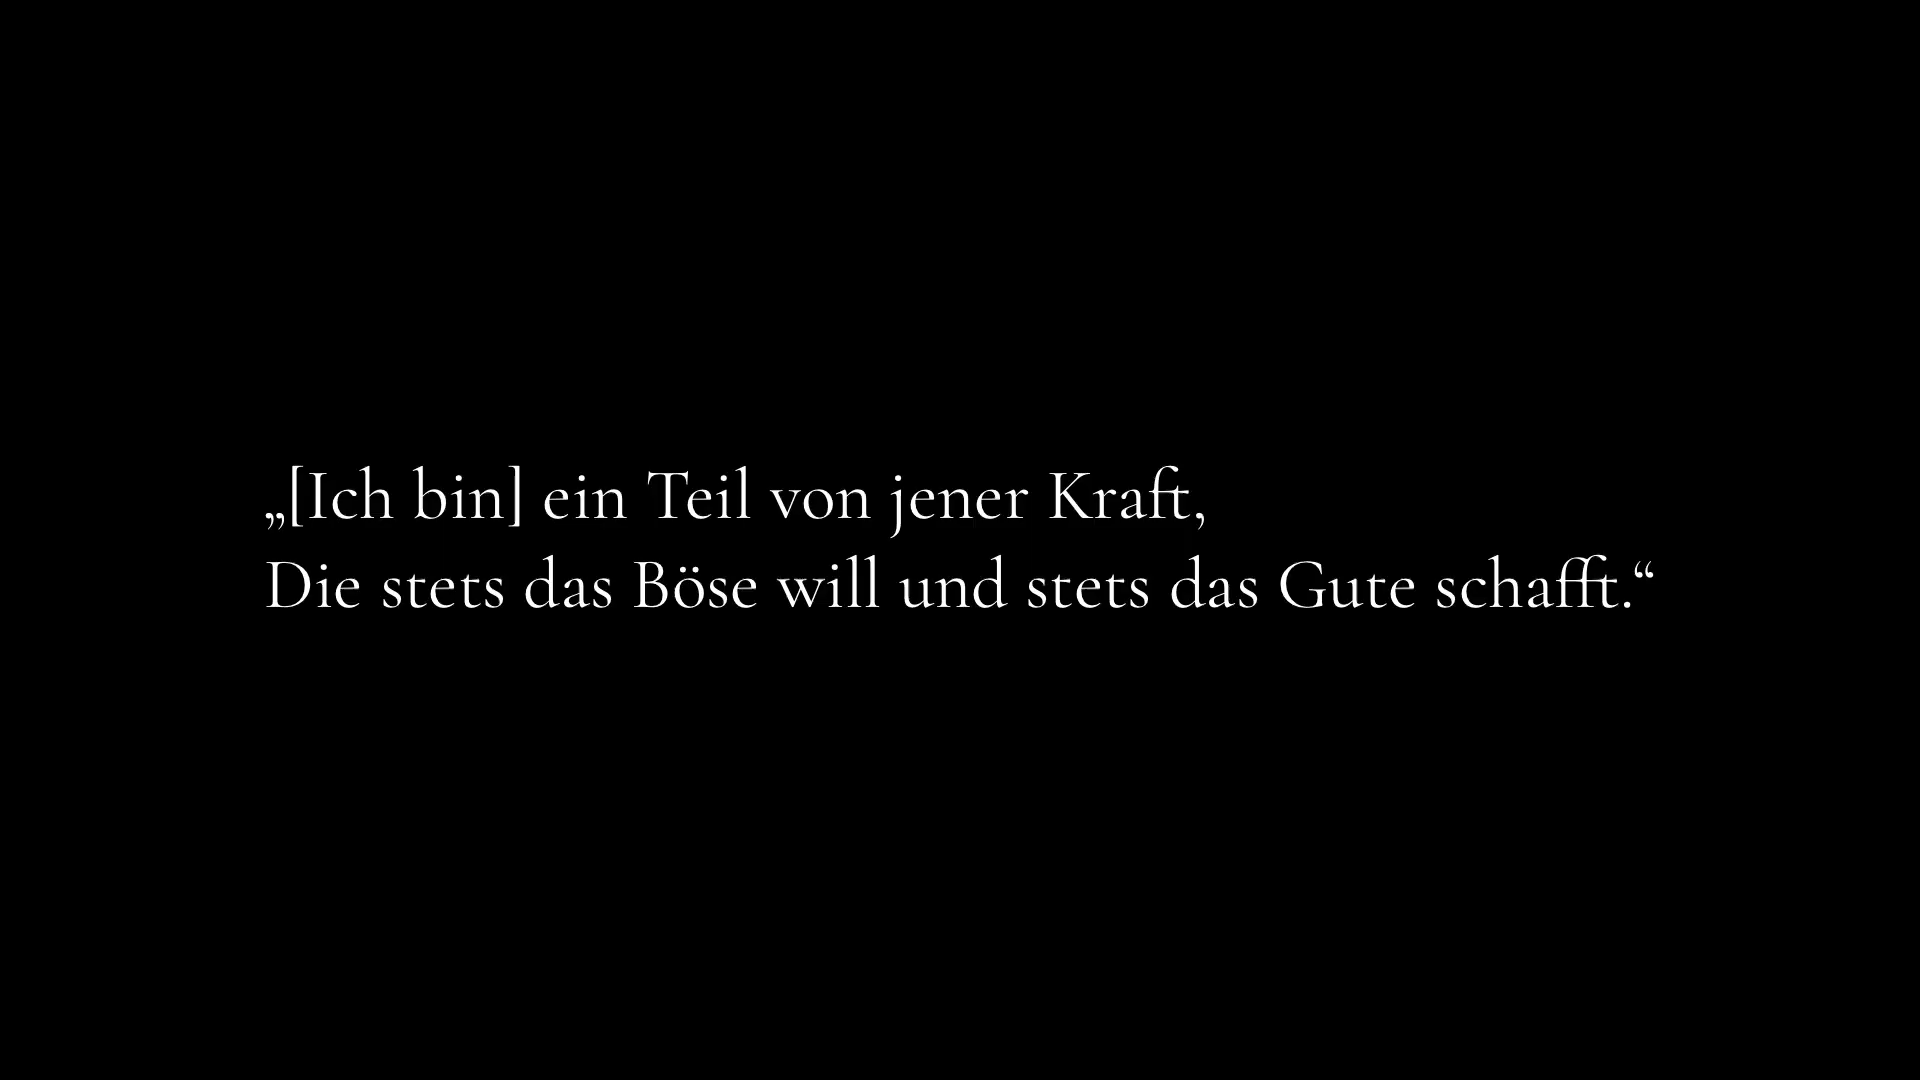 „[Ich bin] ein Teil von jener Kraft,
Die stets das Böse will und stets das Gute schafft.“